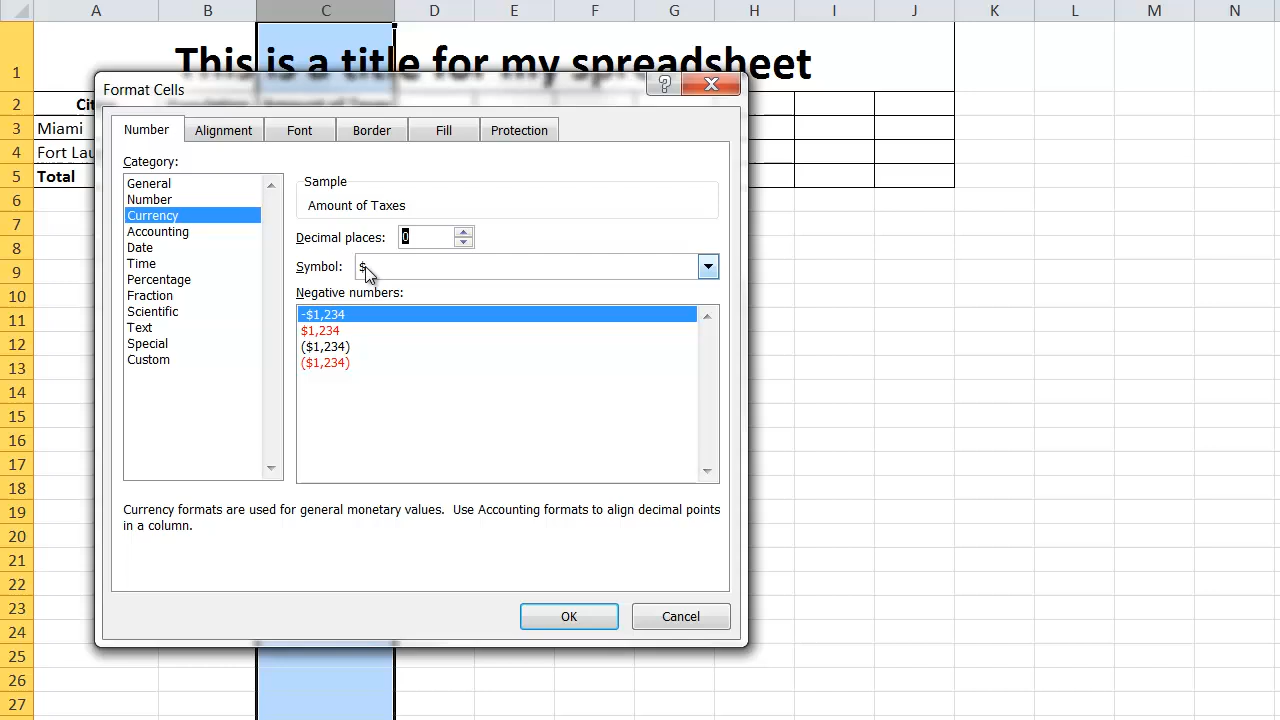 A B C D E F G H I J K L M N
1 This is a title for my spreadsheet
Format Cells
2
3 Miami
4 Fort Lau
5 Total
6
7
8
9
10
11
12
13
14
15
16
17
18
19
20
21
22
23
24
25
26
27
Number Alignment Font Border Fill Protection
Category:
General
Number
Currency
Accounting
Date
Time
Percentage
Fraction
Scientific
Text
Special
Custom
Sample
Amount of Taxes
Decimal places: 0
Symbol: $
Negative numbers:
-$1,234
$1,234
($1,234)
($1,234)
Currency formats are used for general monetary values. Use Accounting formats to align decimal points
in a column.
OK Cancel